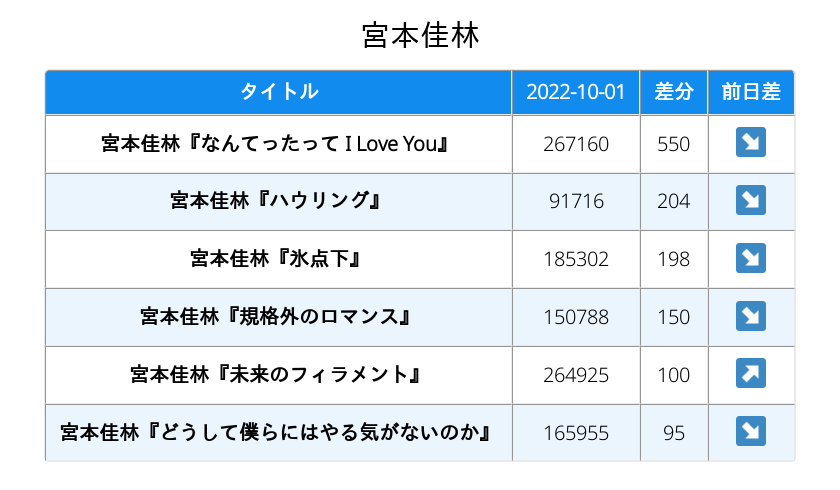 宮本佳林
タイトル 2022-10-01 差分 前日差
宮本佳林『なんてったって I Love You』 267160 550 ↘
宮本佳林『ハウリング』 91716 204 ↘
宮本佳林『氷点下』 185302 198 ↘
宮本佳林『規格外のロマンス』 150788 150 ↘
宮本佳林『未来のフィラメント』 264925 100 ↗
宮本佳林『どうして僕らにはやる気がないのか』 165955 95 ↘